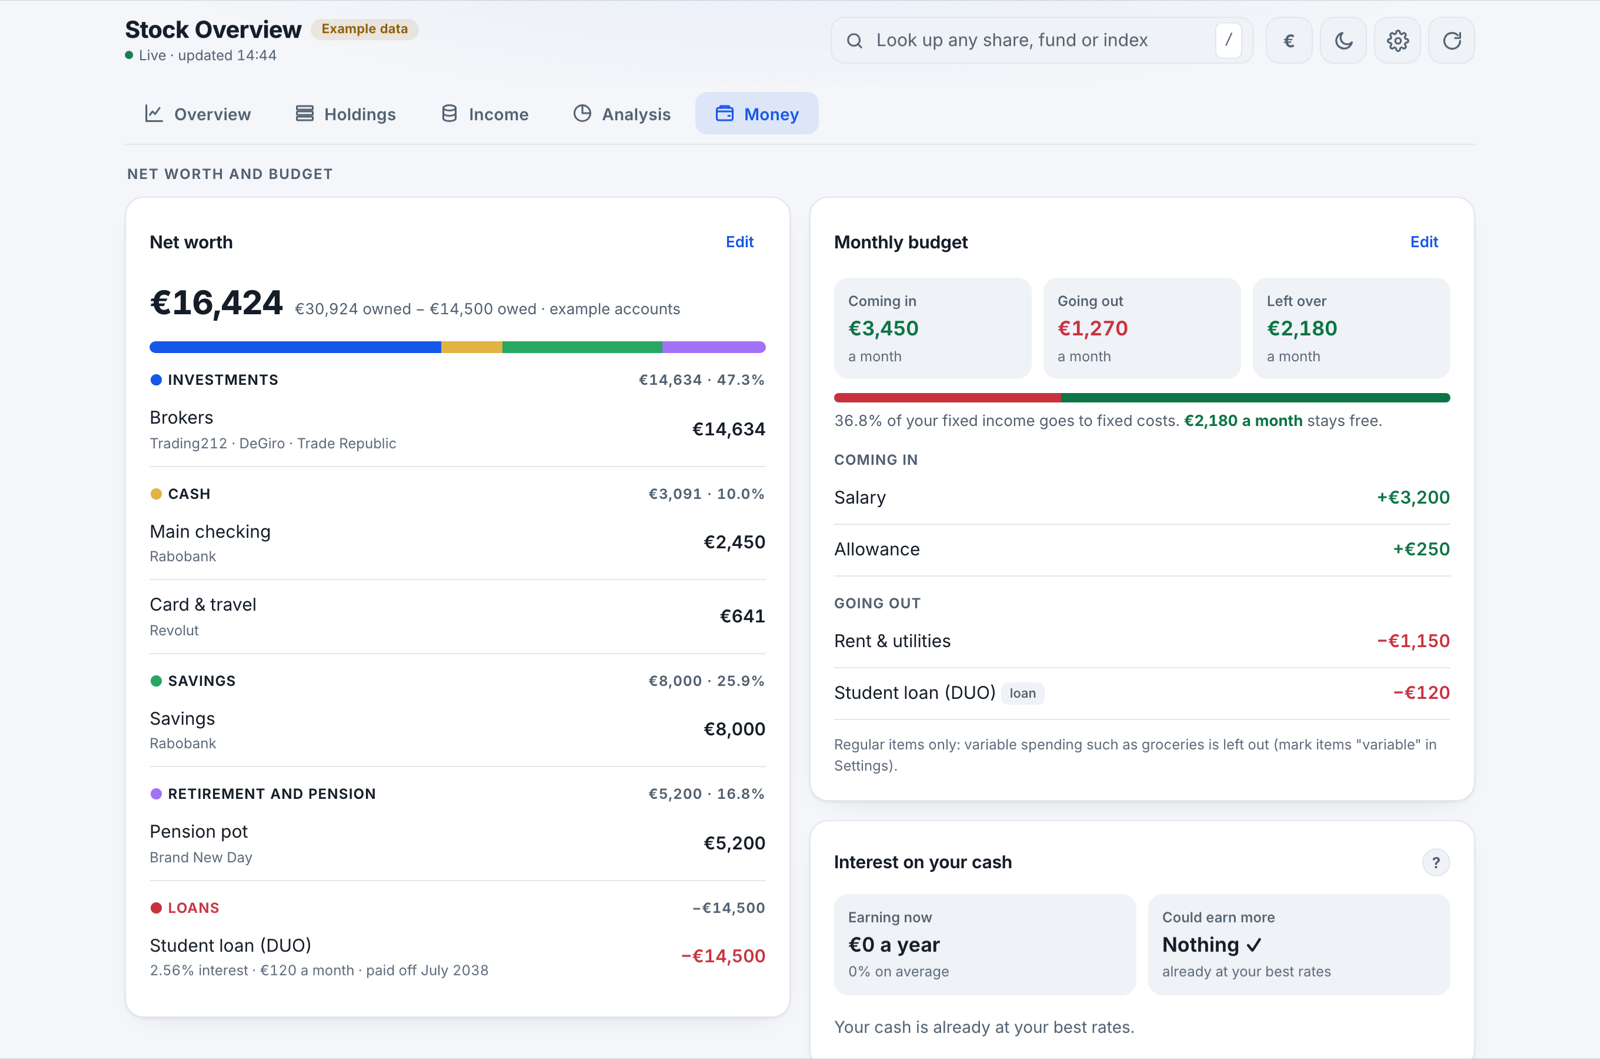 Stock Overview
Example data
Live · updated 14:44
Look up any share, fund or index
/
€
Overview
Holdings
Income
Analysis
Money
NET WORTH AND BUDGET
Net worth
Edit
€16,424 €30,924 owned – €14,500 owed · example accounts
INVESTMENTS €14,634 · 47.3%
Brokers
Trading212 · DeGiro · Trade Republic
€14,634
CASH €3,091 · 10.0%
Main checking
Rabobank
€2,450
Card & travel
Revolut
€641
SAVINGS €8,000 · 25.9%
Savings
Rabobank
€8,000
RETIREMENT AND PENSION €5,200 · 16.8%
Pension pot
Brand New Day
€5,200
LOANS −€14,500
Student loan (DUO)
2.56% interest · €120 a month · paid off July 2038
−€14,500
Monthly budget
Edit
Coming in
€3,450
a month
Going out
€1,270
a month
Left over
€2,180
a month
36.8% of your fixed income goes to fixed costs. €2,180 a month stays free.
COMING IN
Salary +€3,200
Allowance +€250
GOING OUT
Rent & utilities −€1,150
Student loan (DUO) loan −€120
Regular items only: variable spending such as groceries is left out (mark items "variable" in
Settings).
Interest on your cash
?
Earning now
€0 a year
0% on average
Could earn more
Nothing ✓
already at your best rates
Your cash is already at your best rates.